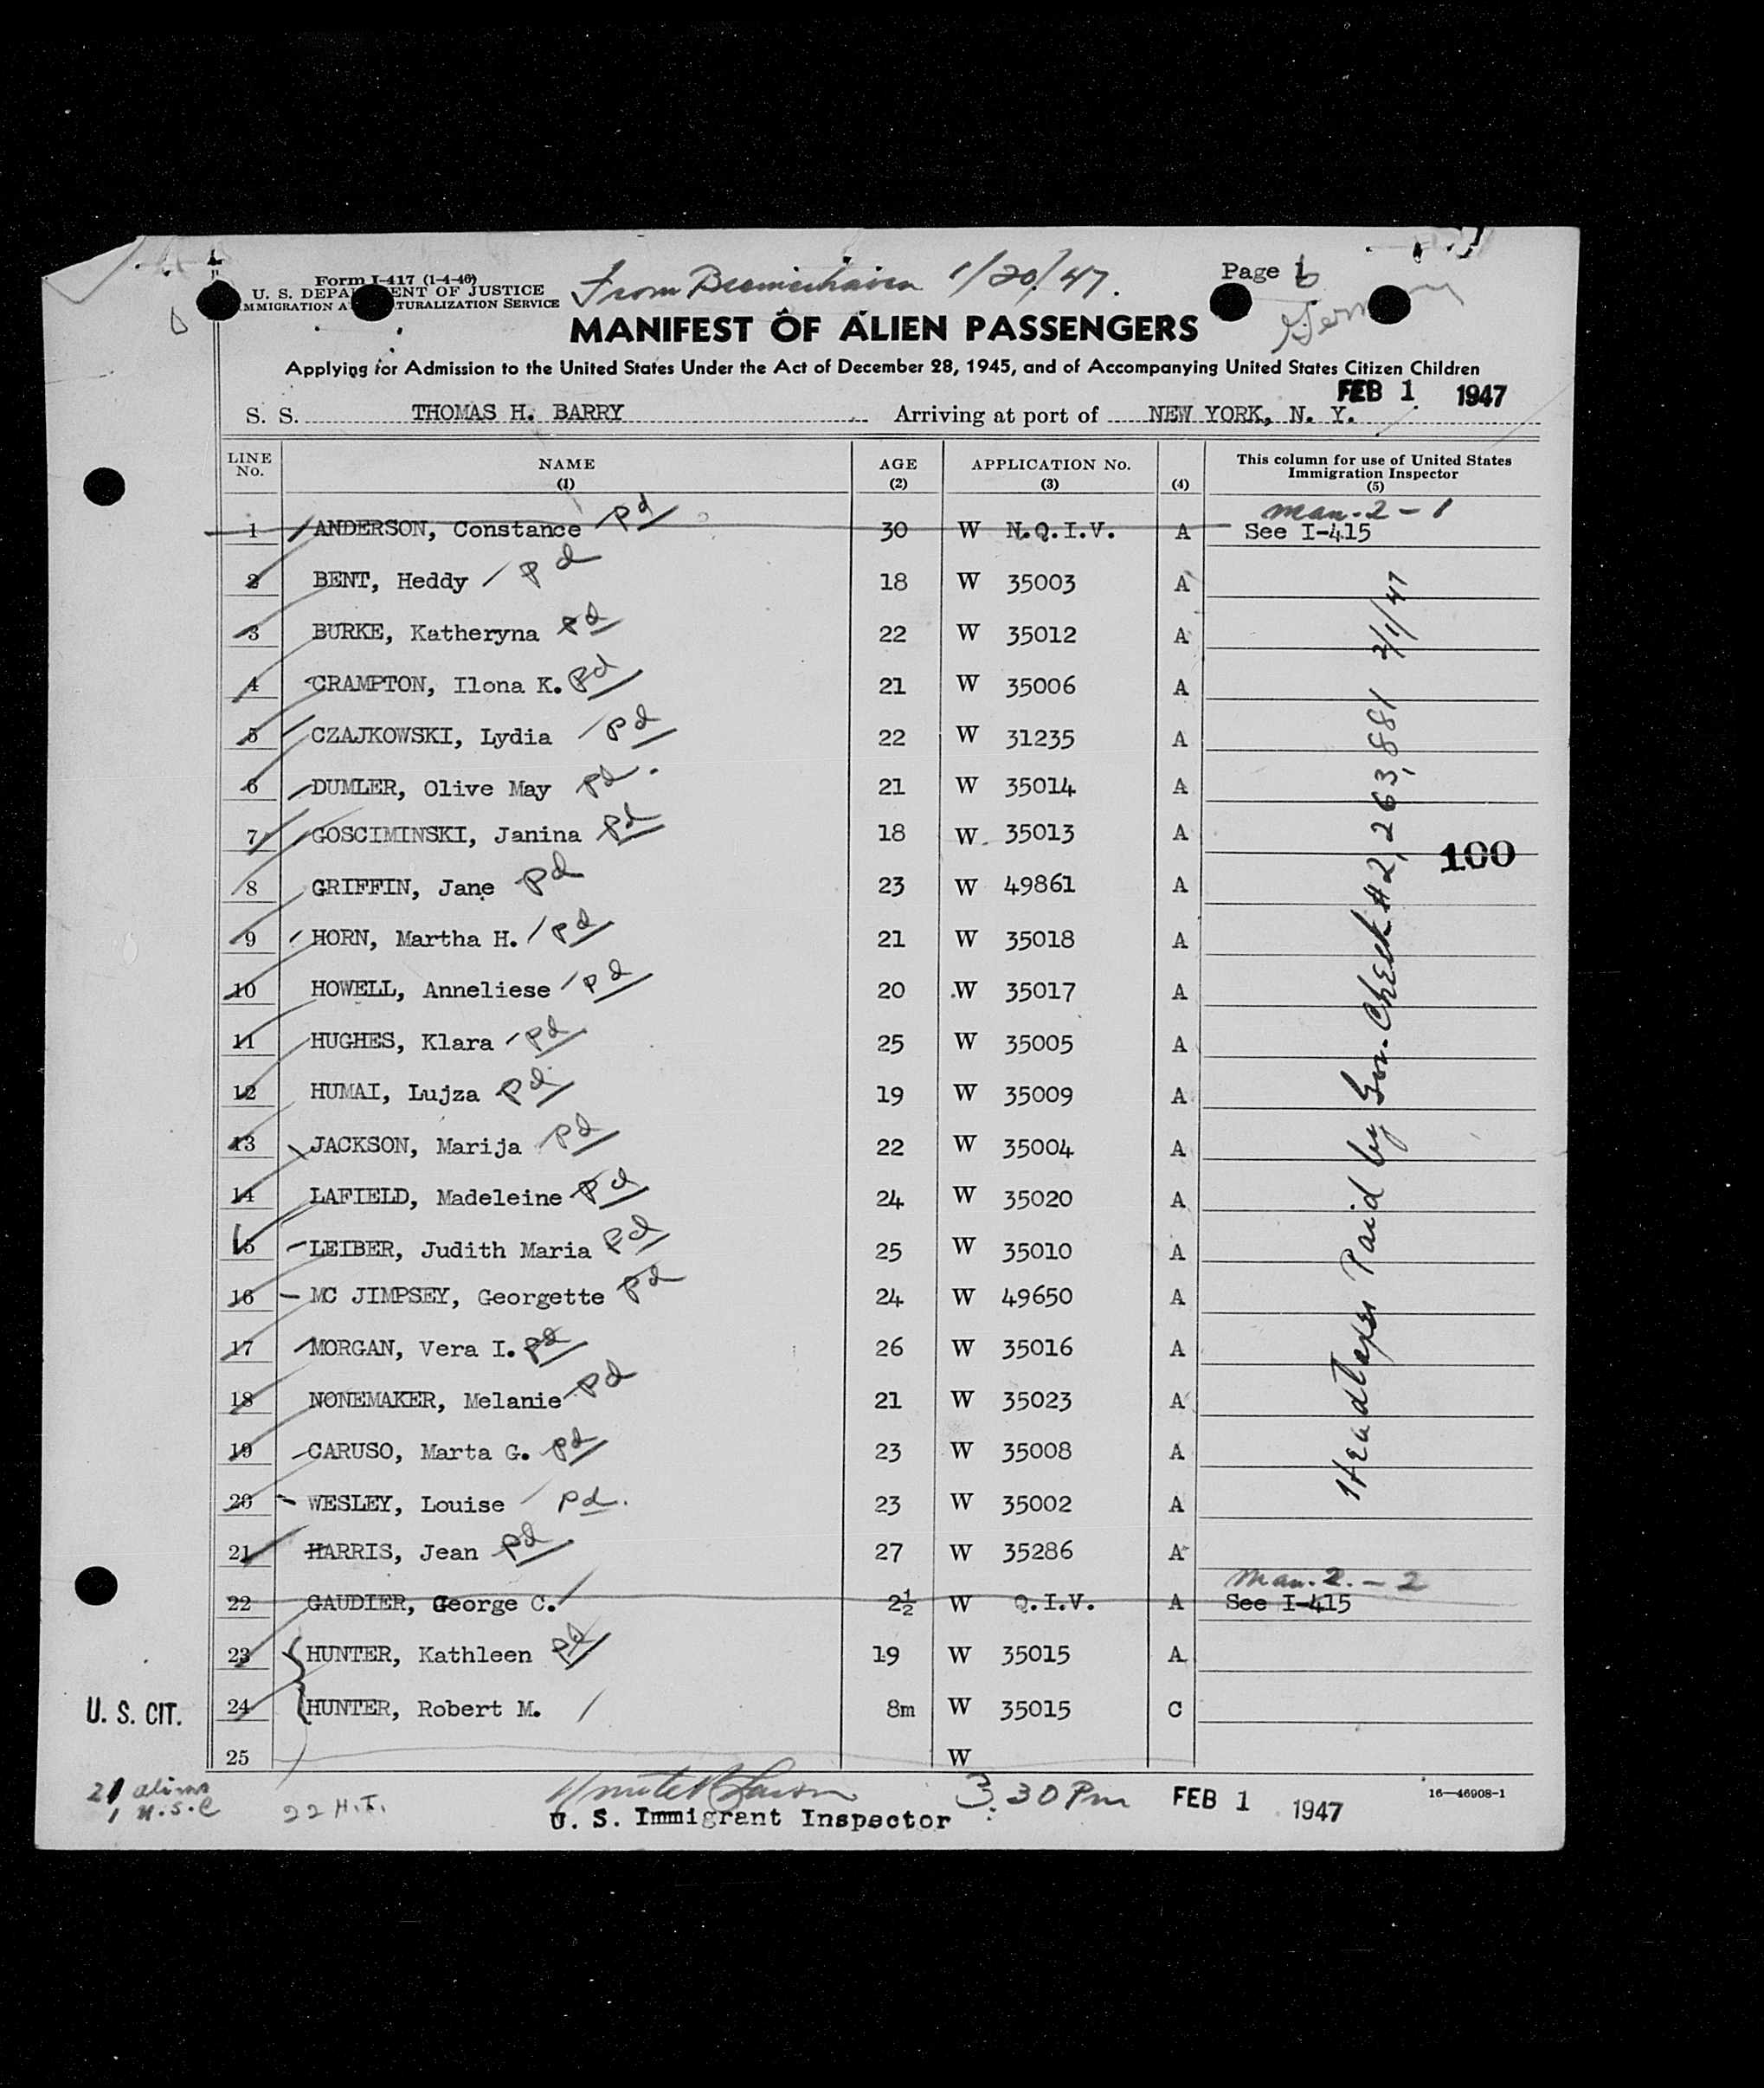 Form I-417 (1-4-46)
U. S. DEPA ENT OF JUSTICE
MMIGRATION A TURALIZATION SERVICE
From Bremerhaven 1/20/47.
Page 6
MANIFEST OF ALIEN PASSENGERS
Applying for Admission to the United States Under the Act of December 28, 1945, and of Accompanying United States Citizen Children
FEB 1 1947
S. S. THOMAS H. BARRY Arriving at port of NEW YORK, N. Y.
LINE No. NAME (1) AGE (2) APPLICATION No. (3) (4) This column for use of United States Immigration Inspector (5)
man. 2 - 1
1 ANDERSON, Constance pd 30 W N.Q.I.V. A See I-415
2 BENT, Heddy pd 18 W 35003 A
3 BURKE, Katheryna pd 22 W 35012 A
4 CRAMPTON, Ilona K. pd 21 W 35006 A
5 CZAJKOWSKI, Lydia pd 22 W 31235 A
6 DUMLER, Olive May pd. 21 W 35014 A
7 GOSCIMINSKI, Janina pd 18 W 35013 A
100
8 GRIFFIN, Jane pd 23 W 49861 A
9 HORN, Martha H. pd 21 W 35018 A
10 HOWELL, Anneliese pd 20 W 35017 A
11 HUGHES, Klara pd 25 W 35005 A
12 HUMAI, Lujza pd 19 W 35009 A
13 JACKSON, Marija pd 22 W 35004 A
14 LAFIELD, Madeleine pd 24 W 35020 A
15 LEIBER, Judith Maria pd 25 W 35010 A
16 MC JIMPSEY, Georgette pd 24 W 49650 A
17 MORGAN, Vera I. pd 26 W 35016 A
18 NONEMAKER, Melanie pd 21 W 35023 A
19 CARUSO, Marta G. pd 23 W 35008 A
20 WESLEY, Louise pd. 23 W 35002 A
21 HARRIS, Jean pd 27 W 35286 A
man. 2. - 2
22 GAUDIER, George C. 2½ W Q.I.V. A See I-415
23 HUNTER, Kathleen pd 19 W 35015 A
U. S. CIT. 24 HUNTER, Robert M. 8m W 35015 C
25 W
Headtaxes Paid by Gov. Check #2,263,881 2/1/47
21 aliens
1 U.S.C
22 H.T.
3:30 Pm FEB 1 1947
16—46908-1
U. S. Immigrant Inspector